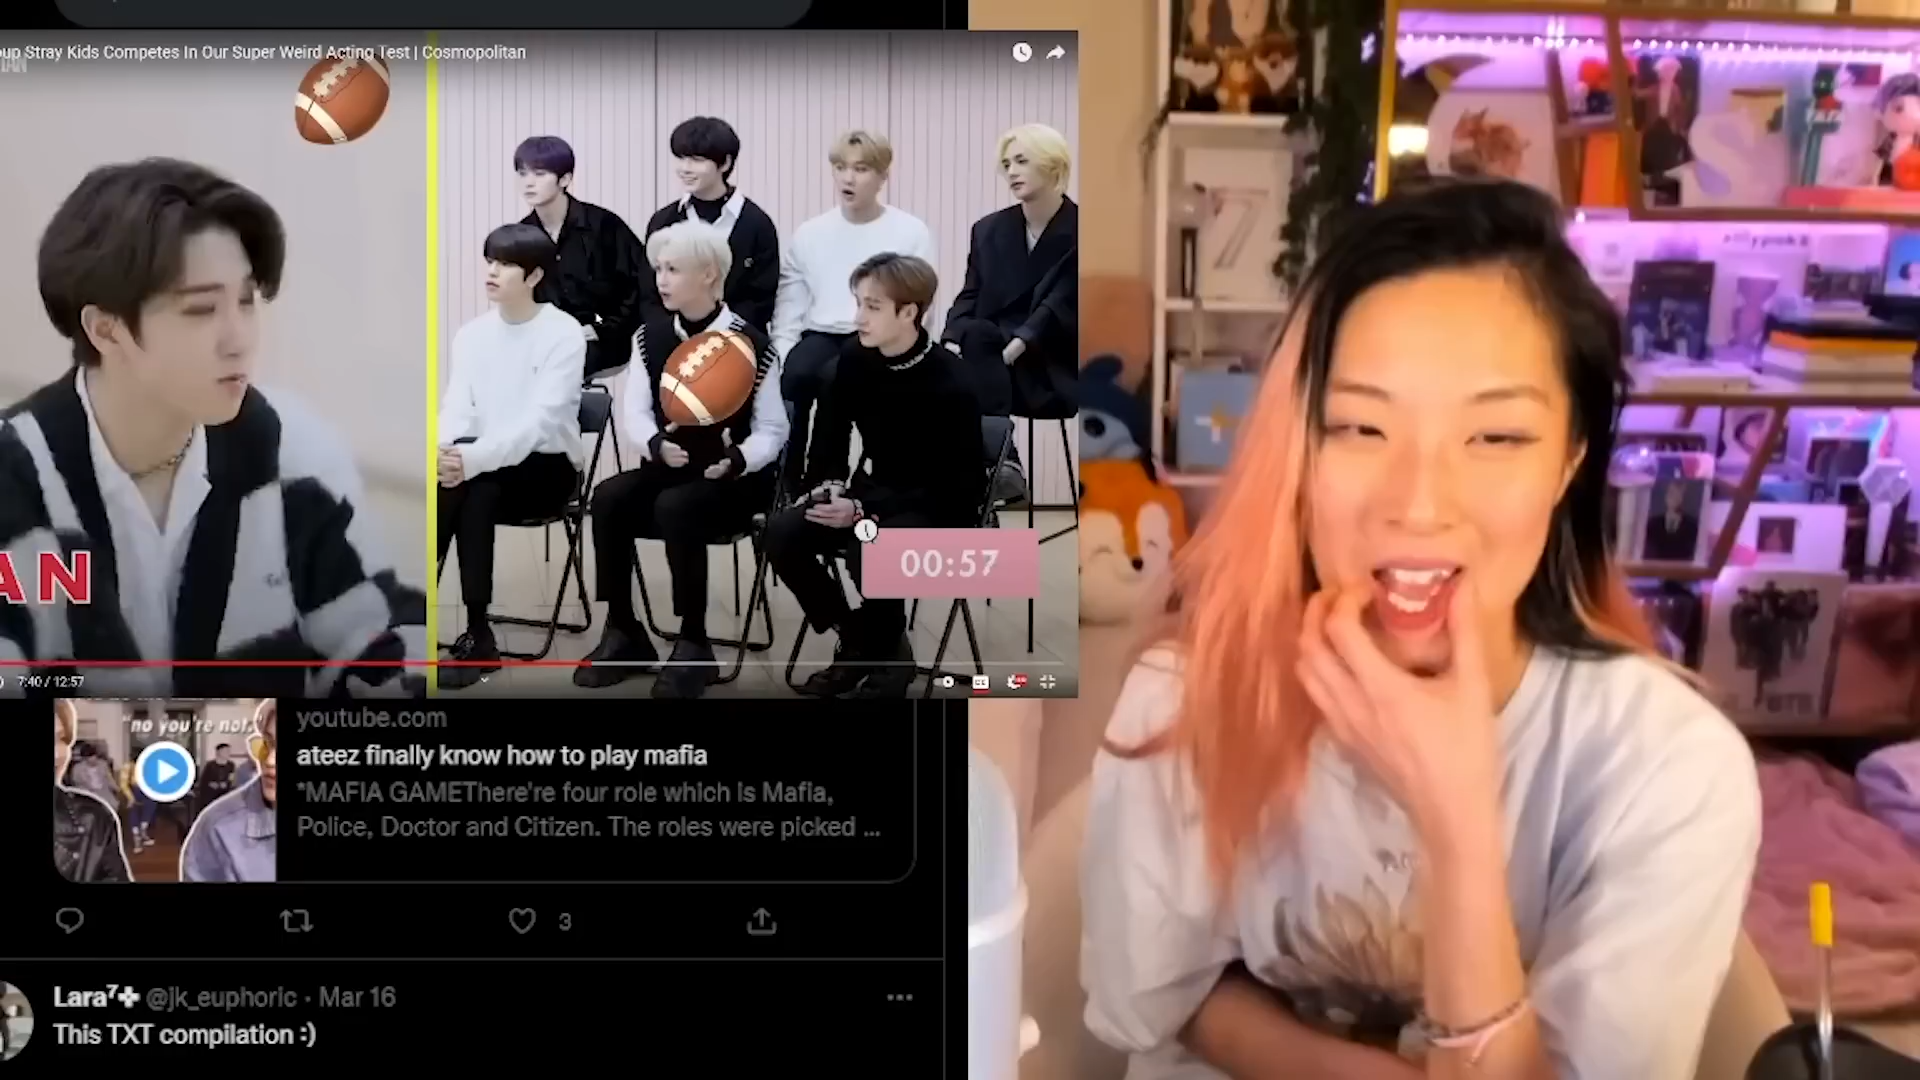 oup Stray Kids Competes In Our Super Weird Acting Test | Cosmopolitan
AN
00:57
7:40 / 12:57
"no you're not."
youtube.com
ateez finally know how to play mafia
*MAFIA GAMEThere're four role which is Mafia,
Police, Doctor and Citizen. The roles were picked ...
3
Lara⁷ @jk_euphoric · Mar 16
This TXT compilation :)
7